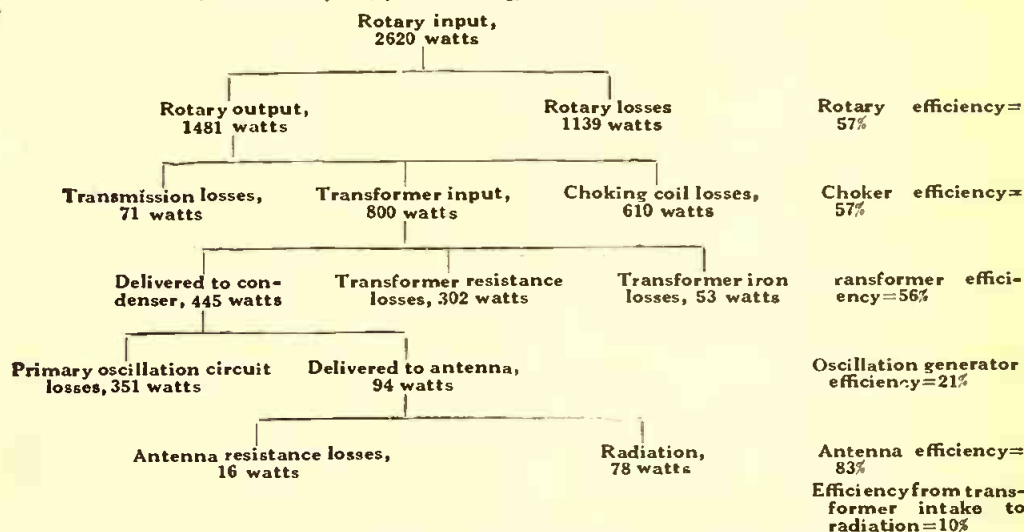 Rotary input,
2620 watts
Rotary output,
1481 watts
Rotary losses
1139 watts
Rotary efficiency=
57%
Transmission losses,
71 watts
Transformer input,
800 watts
Choking coil losses,
610 watts
Choker efficiency=
57%
Delivered to con-
denser, 445 watts
Transformer resistance
losses, 302 watts
Transformer iron
losses, 53 watts
ransformer effici-
ency=56%
Primary oscillation circuit
losses, 351 watts
Delivered to antenna,
94 watts
Oscillation generator
efficiency=21%
Antenna resistance losses,
16 watts
Radiation,
78 watts
Antenna efficiency=
83%
Efficiency from trans-
former intake to
radiation=10%